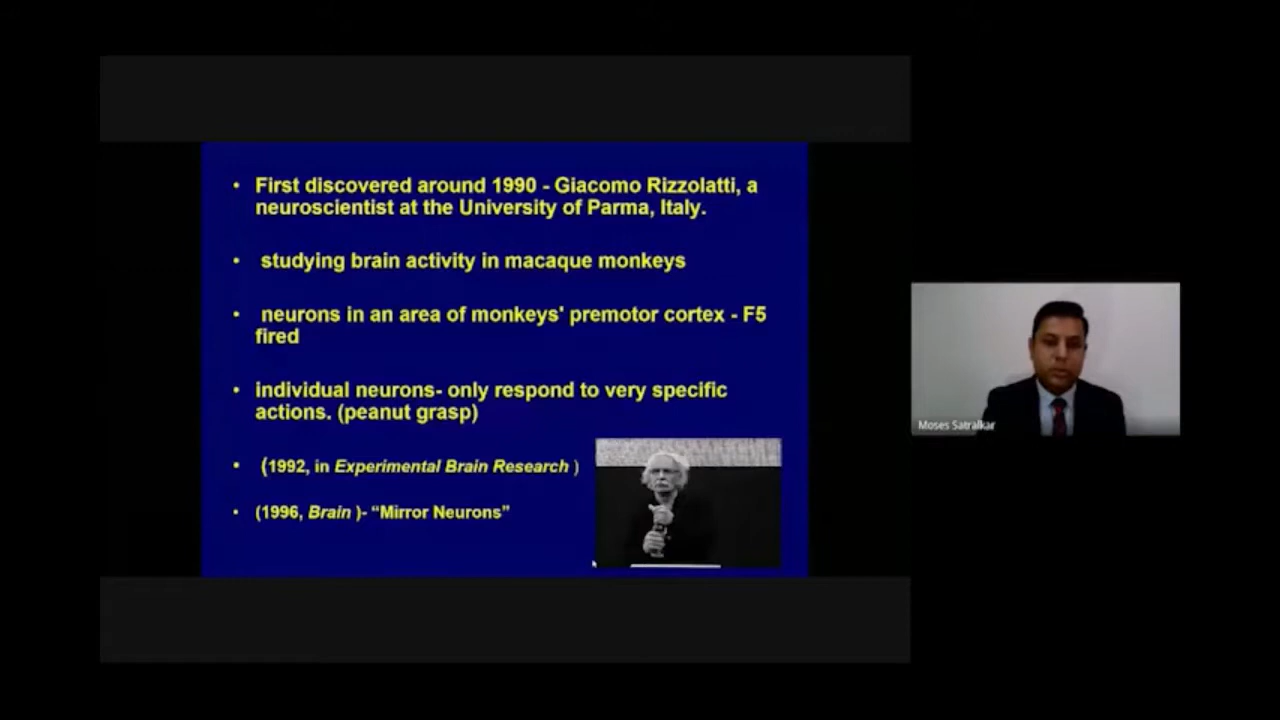 • First discovered around 1990 - Giacomo Rizzolatti, a
neuroscientist at the University of Parma, Italy.
• studying brain activity in macaque monkeys
• neurons in an area of monkeys' premotor cortex - F5
fired
• individual neurons- only respond to very specific
actions. (peanut grasp)
• (1992, in Experimental Brain Research )
• (1996, Brain )- “Mirror Neurons”
Moses Satralkar